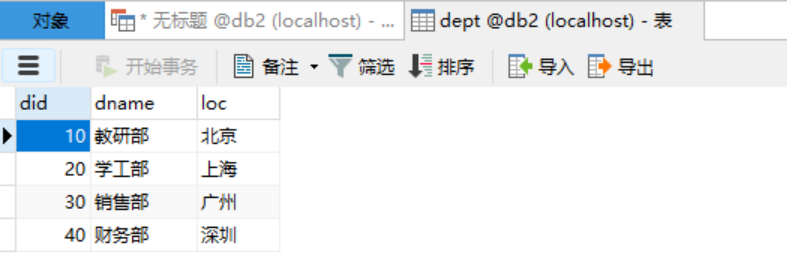 对象 * 无标题 @db2 (localhost) - ... dept @db2 (localhost) - 表
开始事务 备注 筛选 排序 导入 导出
did dname loc
10 教研部 北京
20 学工部 上海
30 销售部 广州
40 财务部 深圳